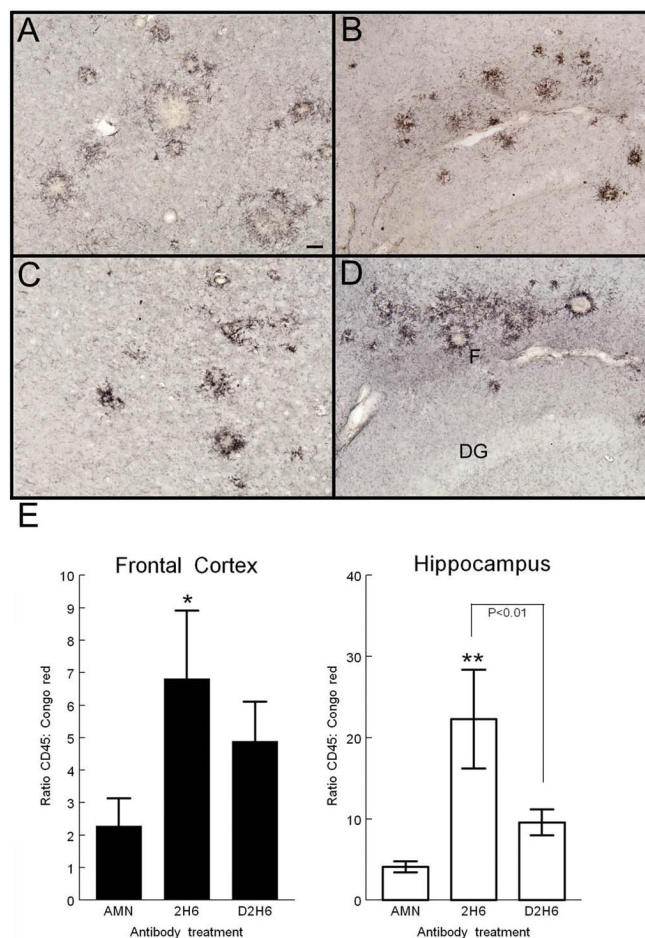 A
B
C
D
F
DG
E
Frontal Cortex
10
9
8
7
6
5
4
3
2
1
0
Ratio CD45: Congo red
*
AMN
2H6
D2H6
Antibody treatment
Hippocampus
40
30
20
10
0
Ratio CD45: Congo red
P<0.01
**
AMN
2H6
D2H6
Antibody treatment